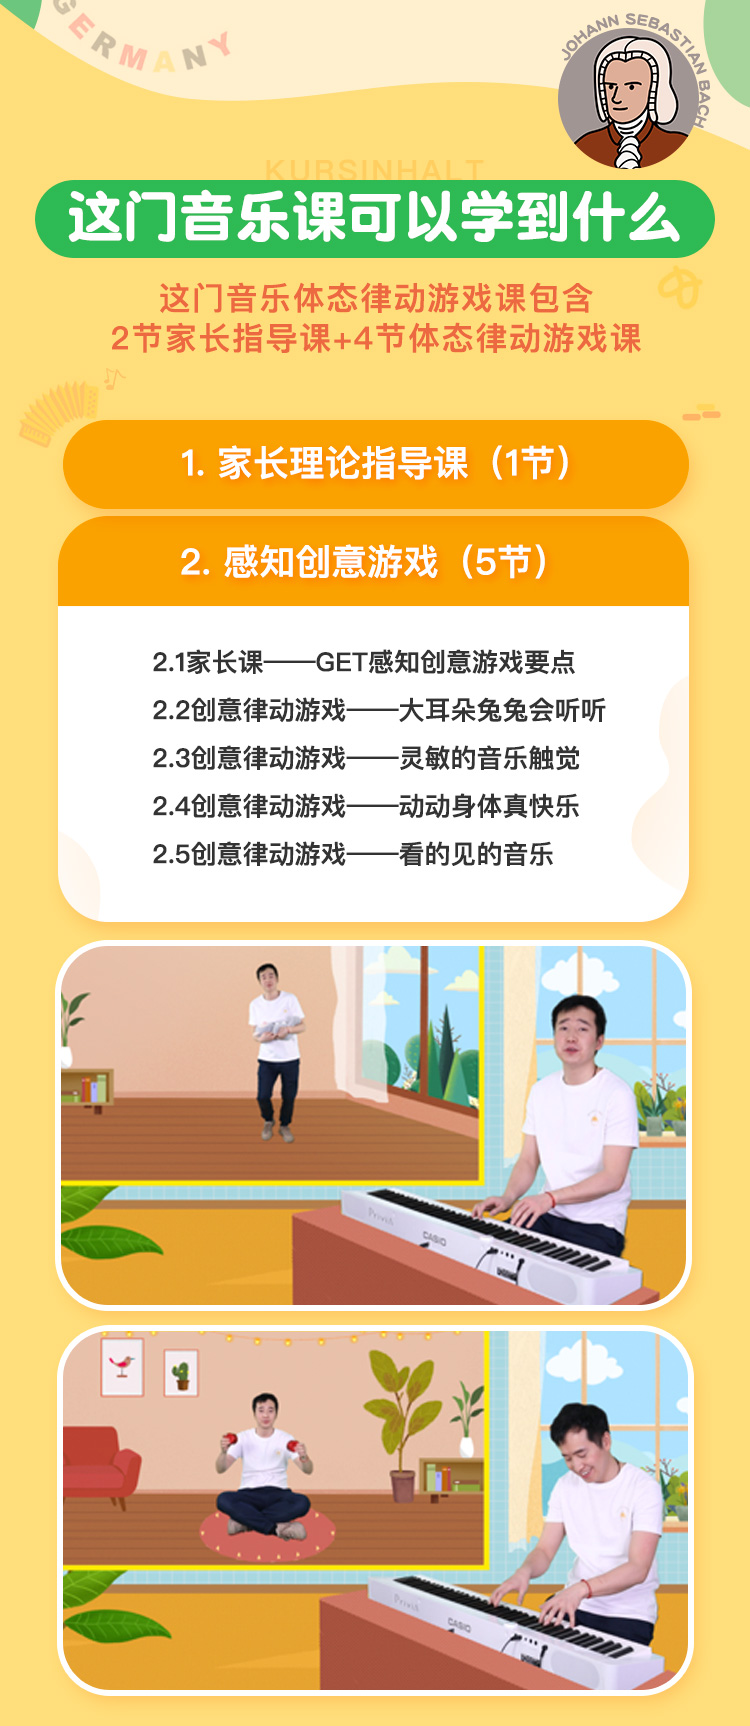 GERMANY
JOHANN SEBASTIAN BACH
KURSINHALT
这门音乐课可以学到什么
这门音乐体态律动游戏课包含
2节家长指导课+4节体态律动游戏课
1. 家长理论指导课（1节）
2. 感知创意游戏（5节）
2.1家长课——GET感知创意游戏要点
2.2创意律动游戏——大耳朵兔兔会听听
2.3创意律动游戏——灵敏的音乐触觉
2.4创意律动游戏——动动身体真快乐
2.5创意律动游戏——看的见的音乐
Privia
CASIO
Privia
CASIO